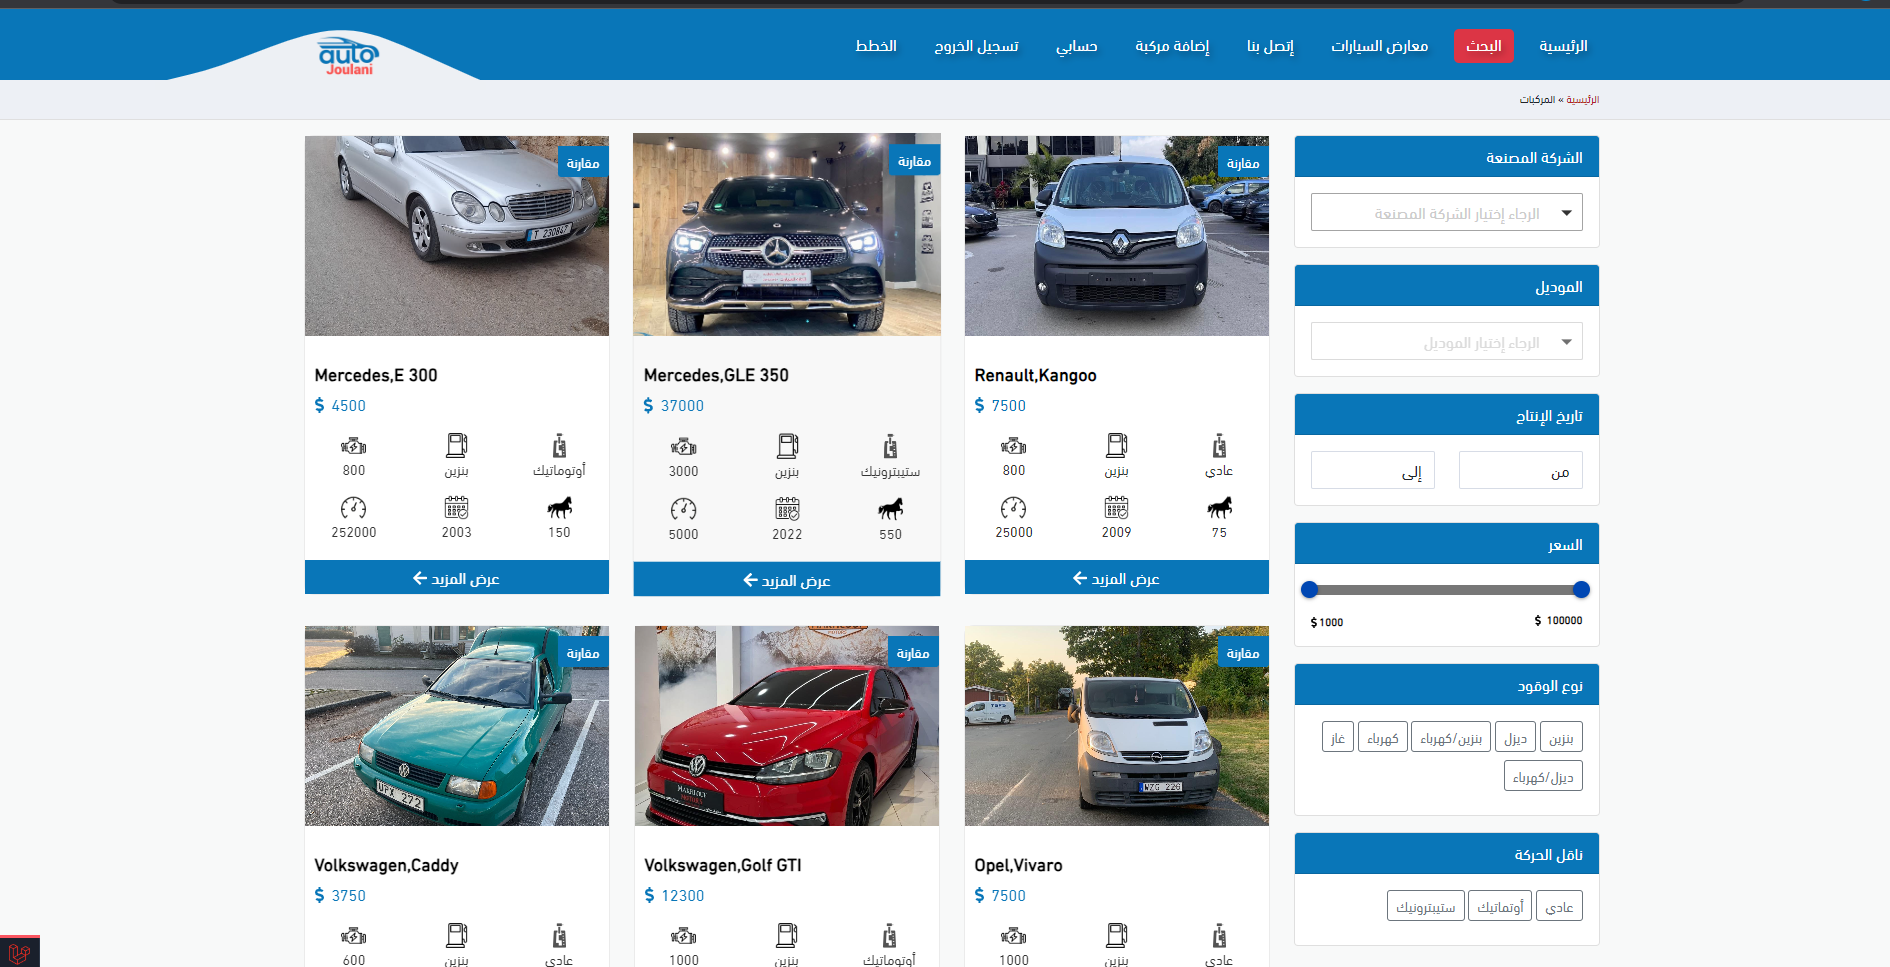 الرئيسية
البحث
معارض السيارات
إتصل بنا
إضافة مركبة
حسابي
تسجيل الخروج
الخطط
auto
Joulani
الرئيسية » المركبات
الشركة المصنعة
الرجاء إختيار الشركة المصنعة
الموديل
الرجاء إختيار الموديل
تاريخ الإنتاج
من
إلى
السعر
$ 100000
$ 1000
نوع الوقود
بنزين
ديزل
بنزين/كهرباء
كهرباء
غاز
ديزل/كهرباء
ناقل الحركة
عادي
أوتماتيك
ستيبترونيك
مقارنة
Renault,Kangoo
$ 7500
عادي
بنزين
800
75
2009
25000
عرض المزيد
مقارنة
Mercedes,GLE 350
$ 37000
ستيبترونيك
بنزين
3000
550
2022
5000
عرض المزيد
مقارنة
T 230847
Mercedes,E 300
$ 4500
أوتوماتيك
بنزين
800
150
2003
252000
عرض المزيد
مقارنة
WZG 226
Opel,Vivaro
$ 7500
عادي
بنزين
1000
مقارنة
MAKHLOUF
MOTORS
Volkswagen,Golf GTI
$ 12300
أوتوماتيك
بنزين
1000
مقارنة
Volkswagen,Caddy
$ 3750
عادي
بنزين
600